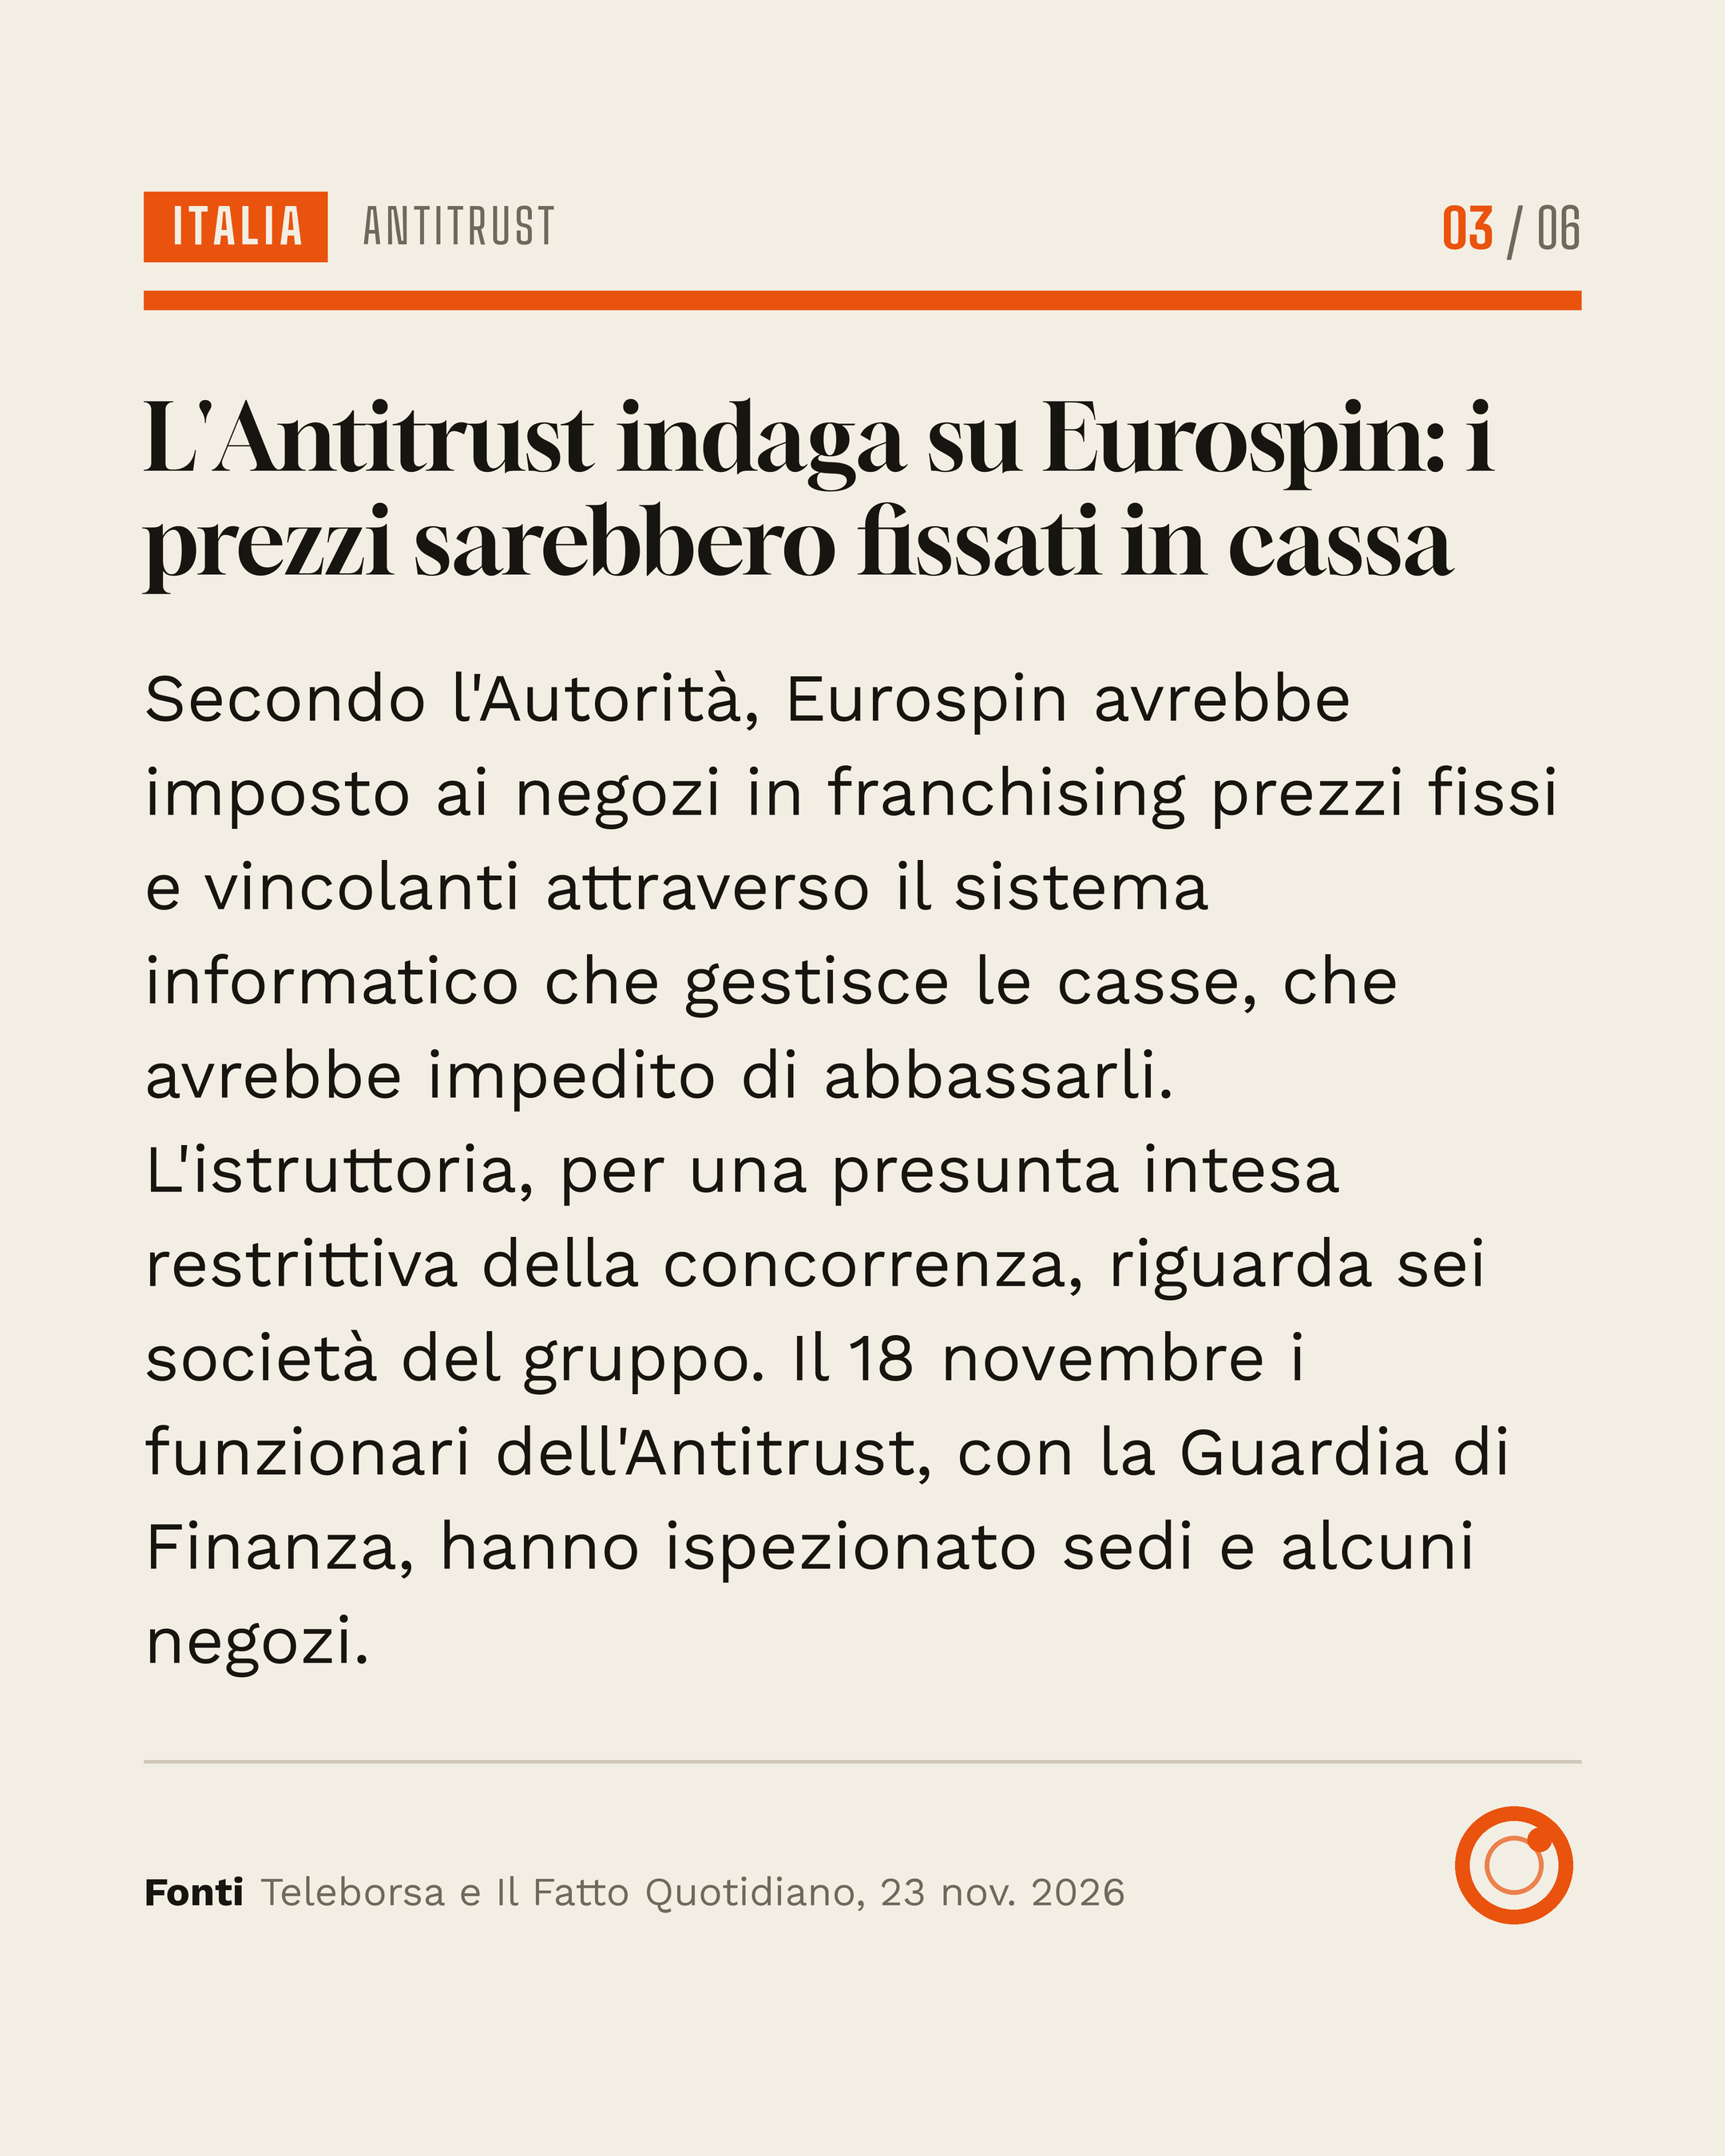 ITALIA ANTITRUST 03 / 06
L'Antitrust indaga su Eurospin: i
prezzi sarebbero fissati in cassa
Secondo l'Autorità, Eurospin avrebbe
imposto ai negozi in franchising prezzi fissi
e vincolanti attraverso il sistema
informatico che gestisce le casse, che
avrebbe impedito di abbassarli.
L'istruttoria, per una presunta intesa
restrittiva della concorrenza, riguarda sei
società del gruppo. Il 18 novembre i
funzionari dell'Antitrust, con la Guardia di
Finanza, hanno ispezionato sedi e alcuni
negozi.
Fonti Teleborsa e Il Fatto Quotidiano, 23 nov. 2026